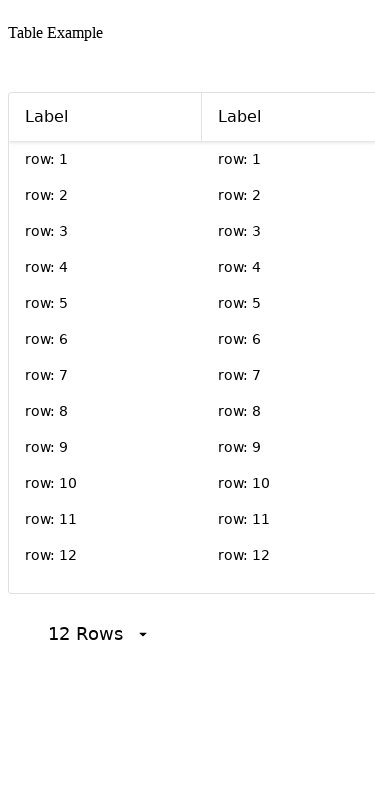 Table Example
Label Label
row: 1 row: 1
row: 2 row: 2
row: 3 row: 3
row: 4 row: 4
row: 5 row: 5
row: 6 row: 6
row: 7 row: 7
row: 8 row: 8
row: 9 row: 9
row: 10 row: 10
row: 11 row: 11
row: 12 row: 12
12 Rows